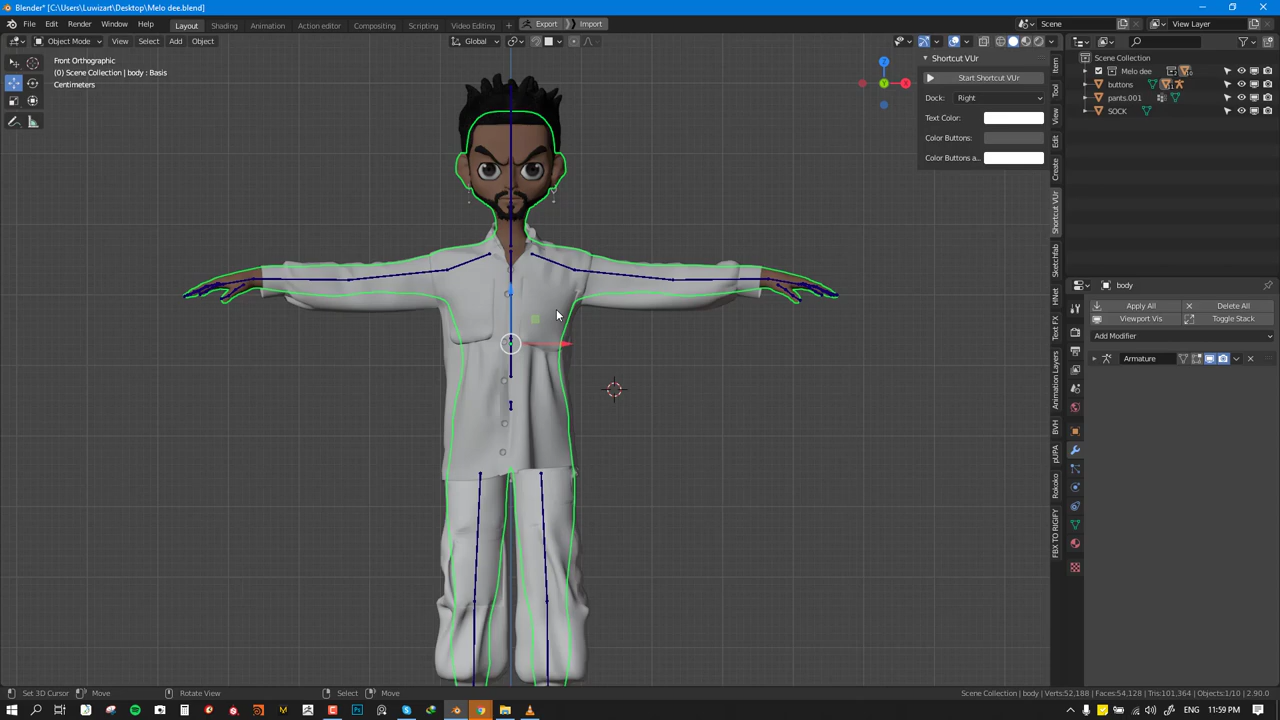 Blender* [C:\Users\Luwizart\Desktop\Melo dee.blend]
File Edit Render Window Help
Layout Shading Animation Action editor Compositing Scripting Video Editing + Export Import
Scene View Layer
Object Mode View Select Add Object Global
Front Orthographic
(0) Scene Collection | body : Basis
Centimeters
Shortcut VUr
Start Shortcut VUr
Dock: Right
Text Color:
Color Buttons:
Color Buttons a...
Item
Tool
View
Edit
Create
Shortcut VUr
Sketchfab
HNet
Text FX
Animation Layers
BVH
pUPA
Rokoko
FBX TO RIGIFY
Scene Collection
Melo dee
buttons
pants.001
SOCK
body
Apply All Delete All
Viewport Vis Toggle Stack
Add Modifier
Armature
Set 3D Cursor Move Rotate View Select Move
Scene Collection | body | Verts:52,188 | Faces:54,128 | Tris:101,364 | Objects:1/10 | 2.90.0
ENG 11:59 PM